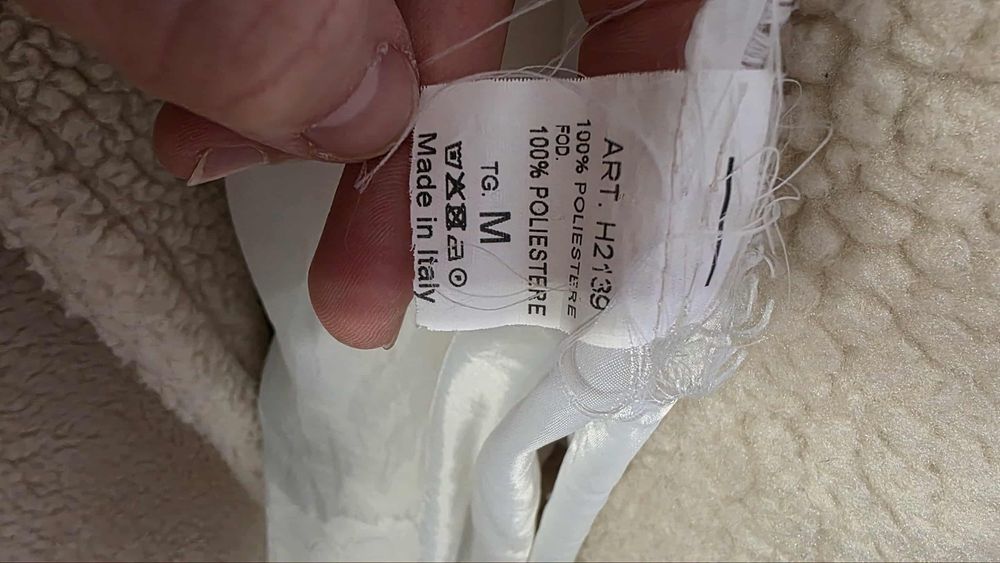 ART. H2139
100% POLIESTERE
FOD.
100% POLIESTERE
TG. M
Made in Italy